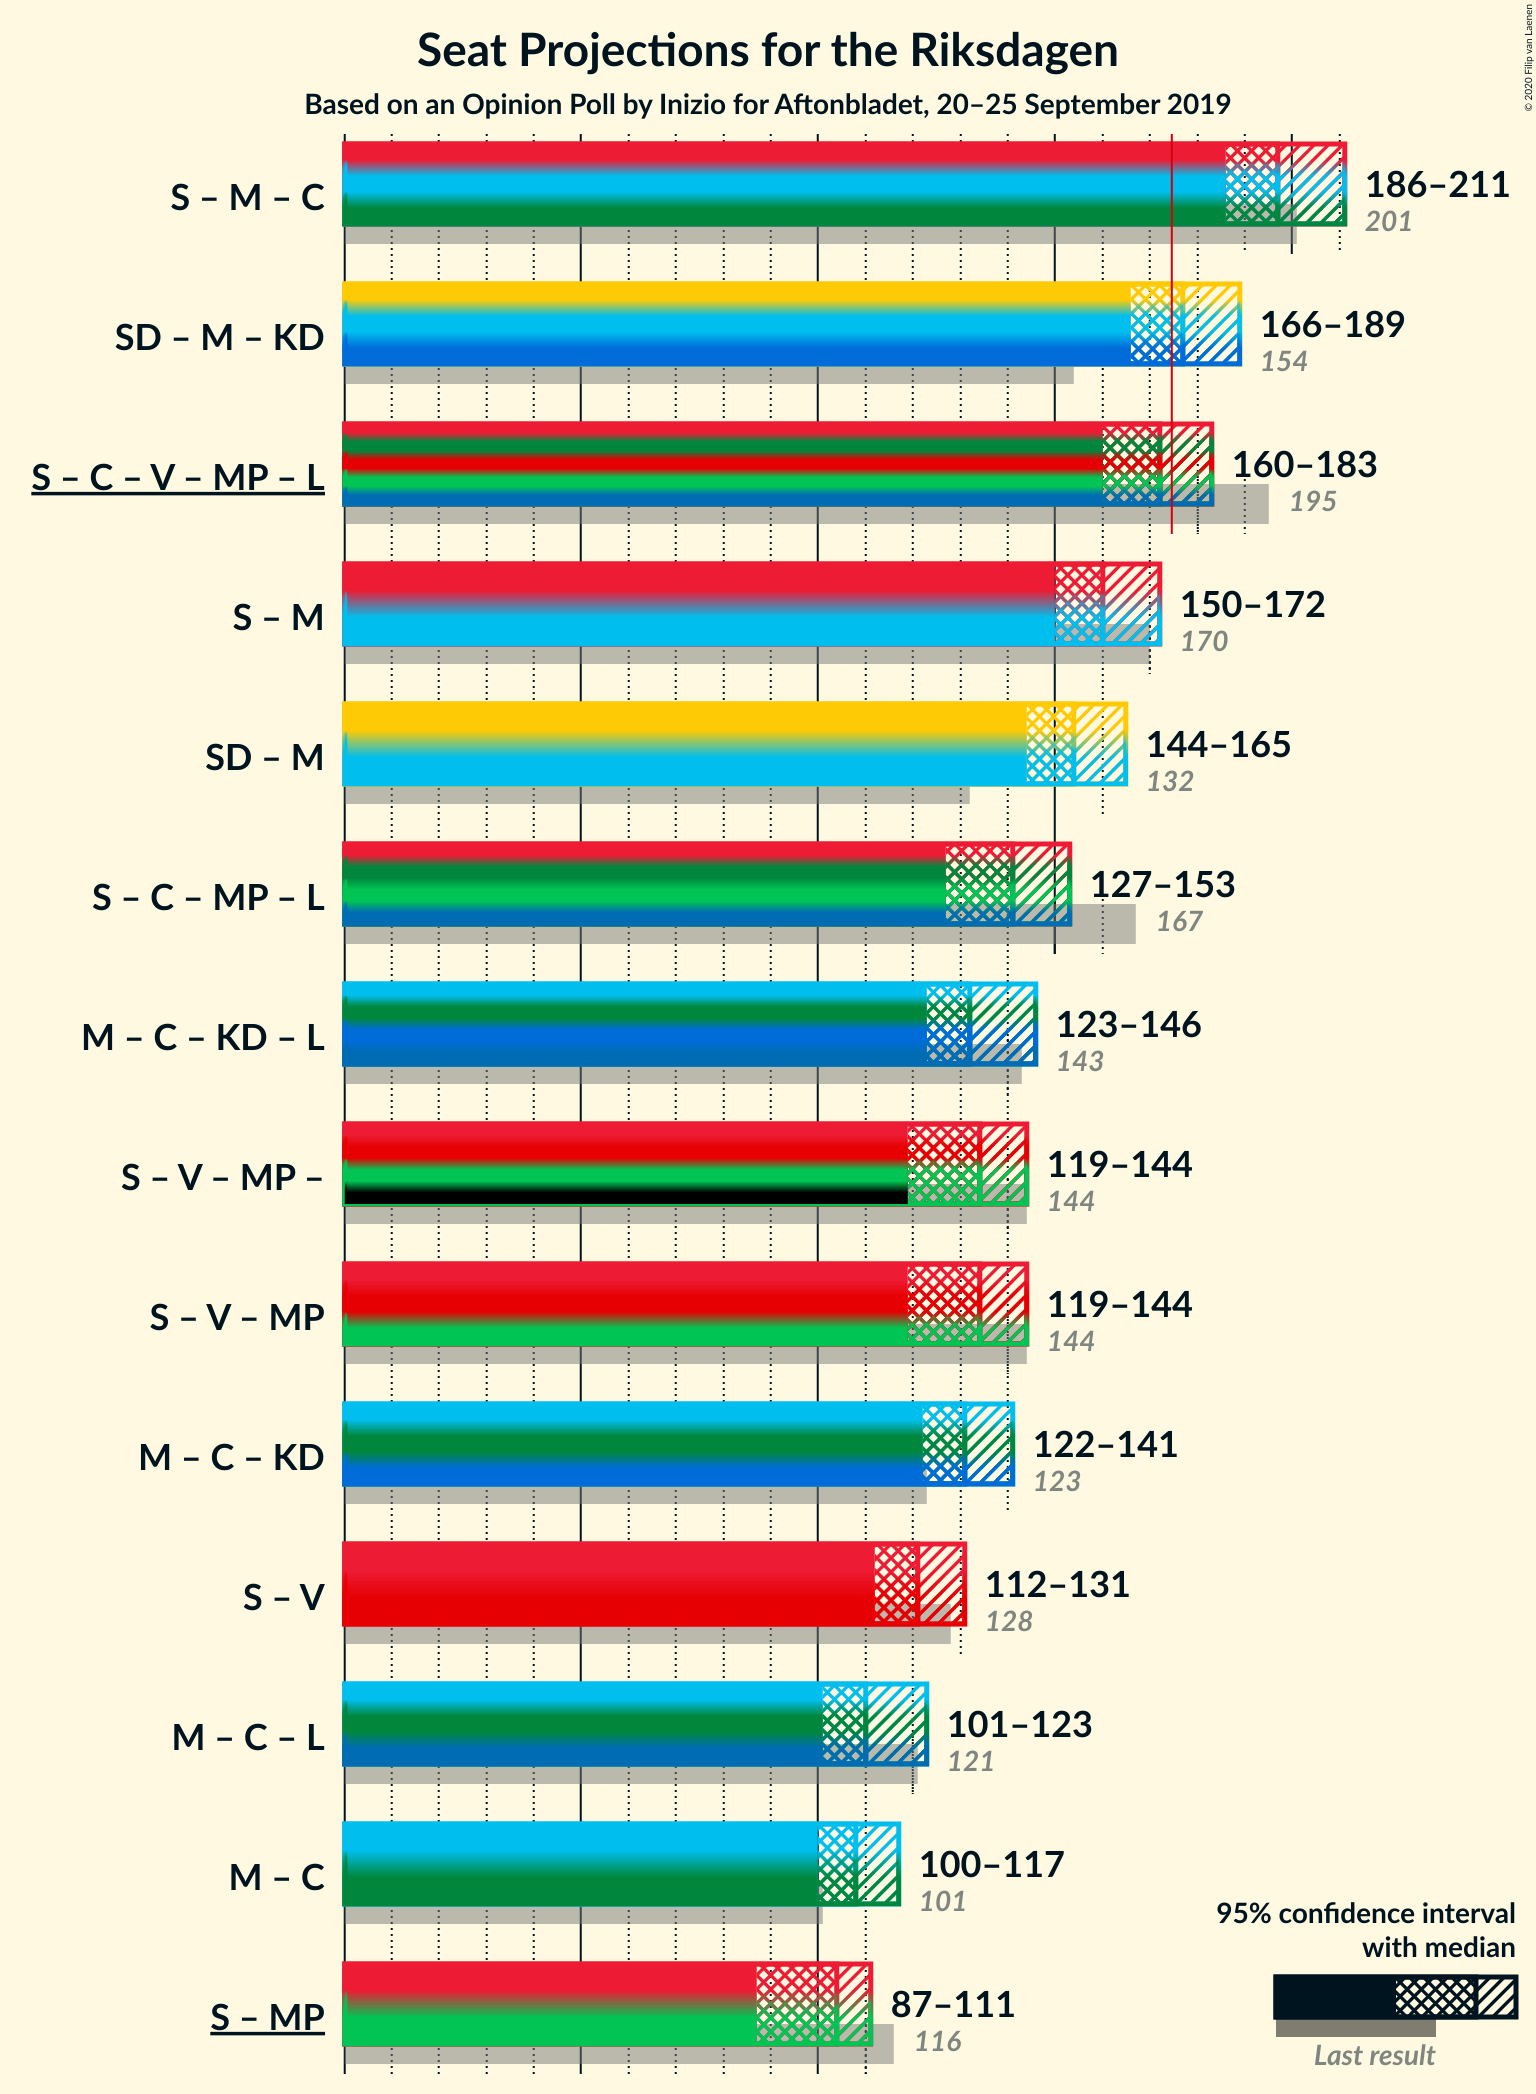 Seat Projections for the Riksdagen
Based on an Opinion Poll by Inizio for Aftonbladet, 20–25 September 2019
© 2020 Filip van Laenen
S – M – C
186–211
201
SD – M – KD
166–189
154
S – C – V – MP – L
160–183
195
S – M
150–172
170
SD – M
144–165
132
S – C – MP – L
127–153
167
M – C – KD – L
123–146
143
S – V – MP –
119–144
144
S – V – MP
119–144
144
M – C – KD
122–141
123
S – V
112–131
128
M – C – L
101–123
121
M – C
100–117
101
S – MP
87–111
116
95% confidence interval
with median
Last result